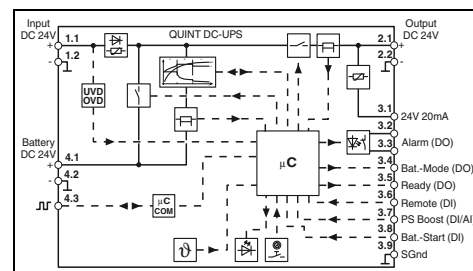 Input
DC 24V
1.1
+
1.2
-
QUINT DC-UPS
Output
DC 24V
2.1
+
2.2
-
UVD
OVD
3.1
24V 20mA
3.2
Alarm (DO)
3.3
Battery
DC 24V
4.1
+
4.2
-
4.3
µC
µC
COM
ϑ
3.4
Bat.-Mode (DO)
3.5
Ready (DO)
3.6
Remote (DI)
3.7
PS Boost (DI/AI)
3.8
Bat.-Start (DI)
3.9
SGnd